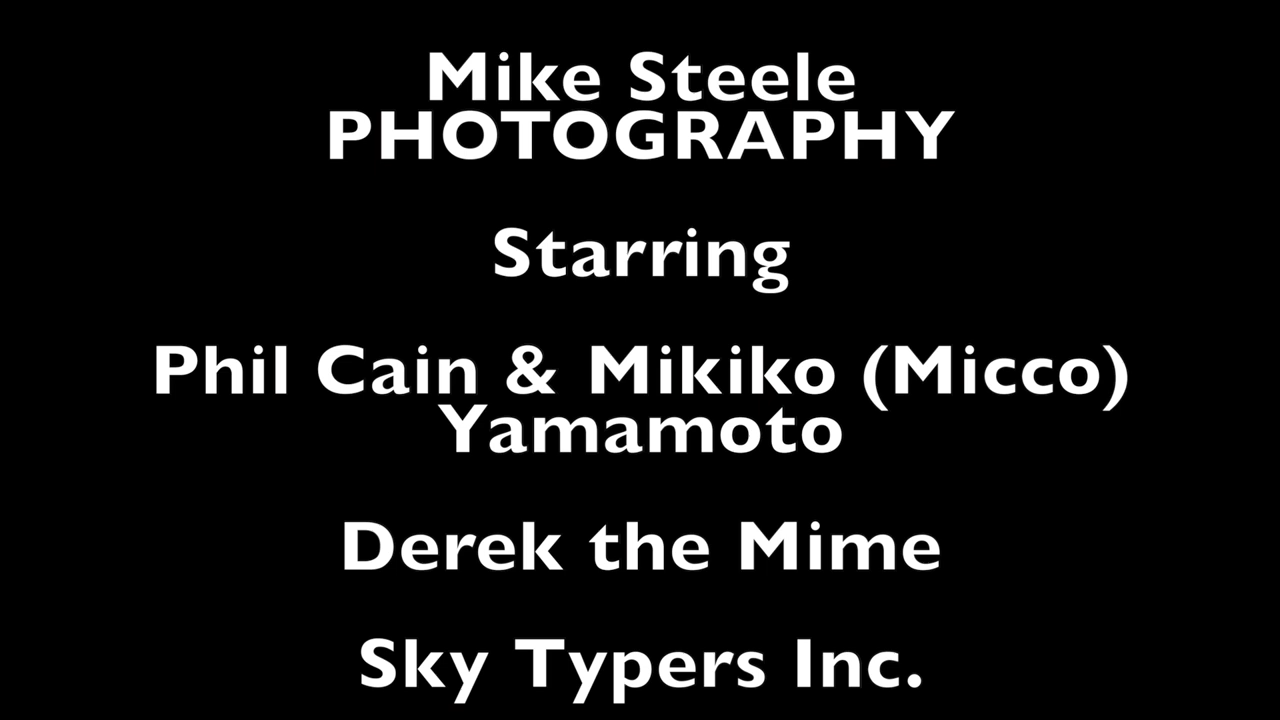 Mike Steele
PHOTOGRAPHY
Starring
Phil Cain & Mikiko (Micco)
Yamamoto
Derek the Mime
Sky Typers Inc.